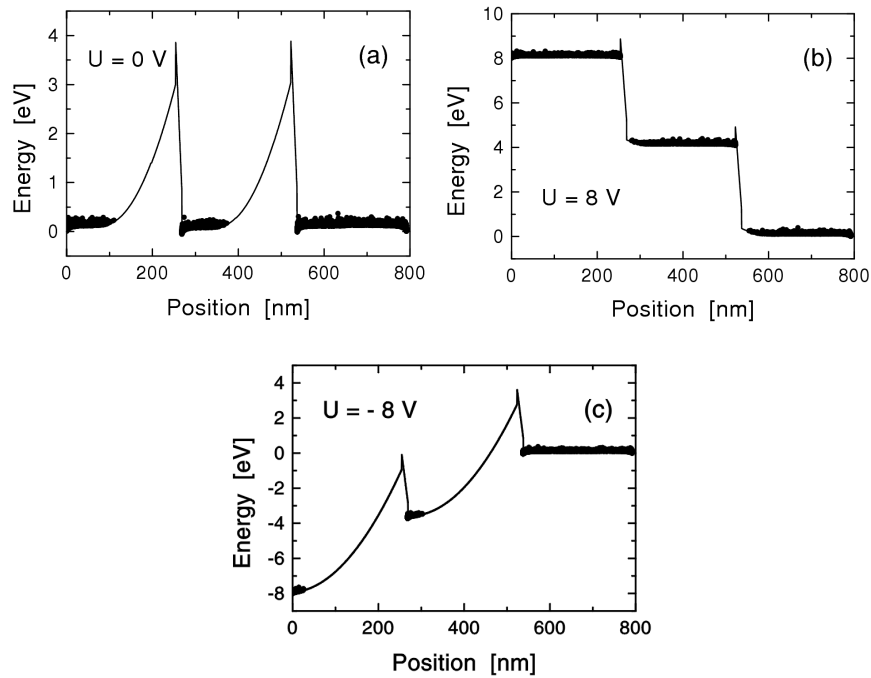 (a)
U = 0 V
4
3
2
1
0
Energy [eV]
0 200 400 600 800
Position [nm]
(b)
U = 8 V
10
8
6
4
2
0
Energy [eV]
0 200 400 600 800
Position [nm]
(c)
U = - 8 V
4
2
0
-2
-4
-6
-8
Energy [eV]
0 200 400 600 800
Position [nm]